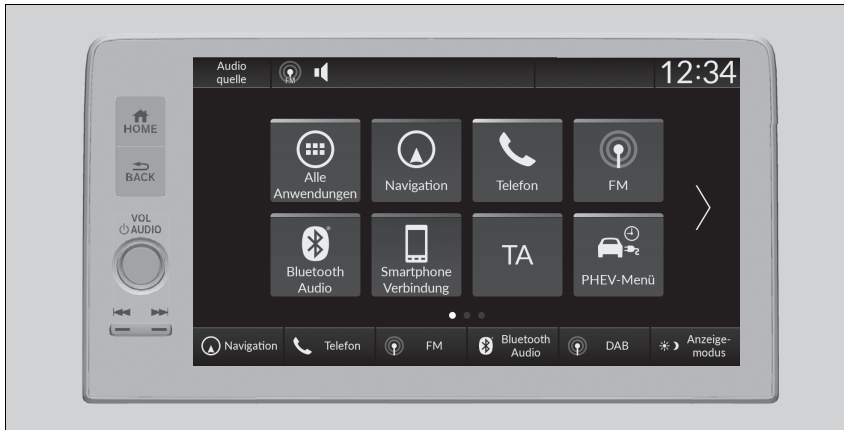 Audio
quelle
FM
12:34
HOME
BACK
VOL
AUDIO
Alle
Anwendungen
Navigation
Telefon
FM
Bluetooth
Audio
Smartphone
Verbindung
TA
PHEV-Menü
Navigation
Telefon
FM
Bluetooth
Audio
DAB
Anzeige-
modus